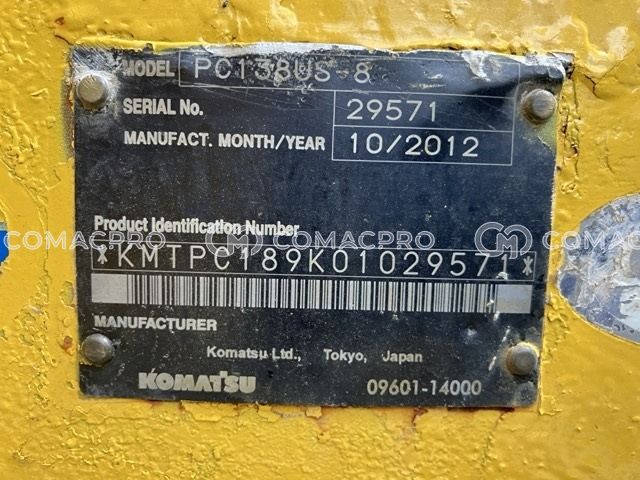 MODEL PC138US-8
SERIAL No. 29571
MANUFACT. MONTH/YEAR 10/2012
Product Identification Number
COMACPRO COMACPRO COMACPRO
*KMTPC189K01029571*
MANUFACTURER
Komatsu Ltd., Tokyo, Japan
KOMATSU 09601-14000